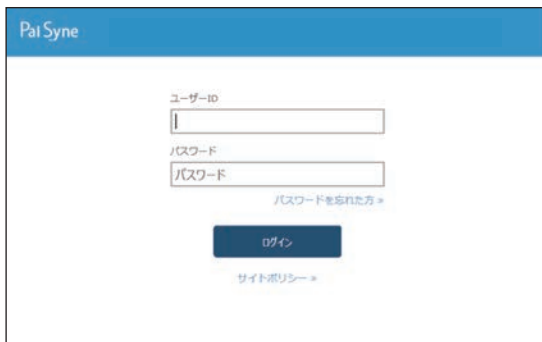 Pal Syne
ユーザーID
パスワード
パスワード
パスワードを忘れた方 »
ログイン
サイトポリシー »